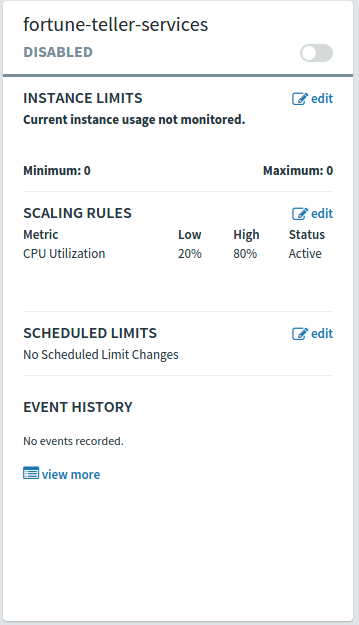 fortune-teller-services
DISABLED
INSTANCE LIMITS edit
Current instance usage not monitored.
Minimum: 0 Maximum: 0
SCALING RULES edit
Metric Low High Status
CPU Utilization 20% 80% Active
SCHEDULED LIMITS edit
No Scheduled Limit Changes
EVENT HISTORY
No events recorded.
view more